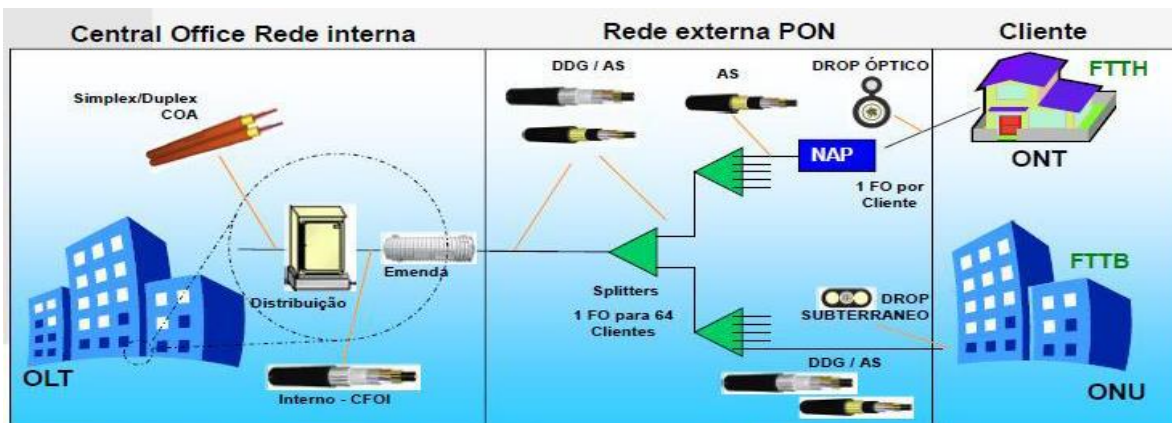 Central Office Rede interna
Rede externa PON
Cliente
Simplex/Duplex
COA
Distribuição
Emenda
Interno - CFOI
OLT
DDG / AS
AS
DROP ÓPTICO
NAP
1 FO por
Cliente
Splitters
1 FO para 64
Clientes
DROP
SUBTERRANEO
DDG / AS
FTTH
ONT
FTTB
ONU